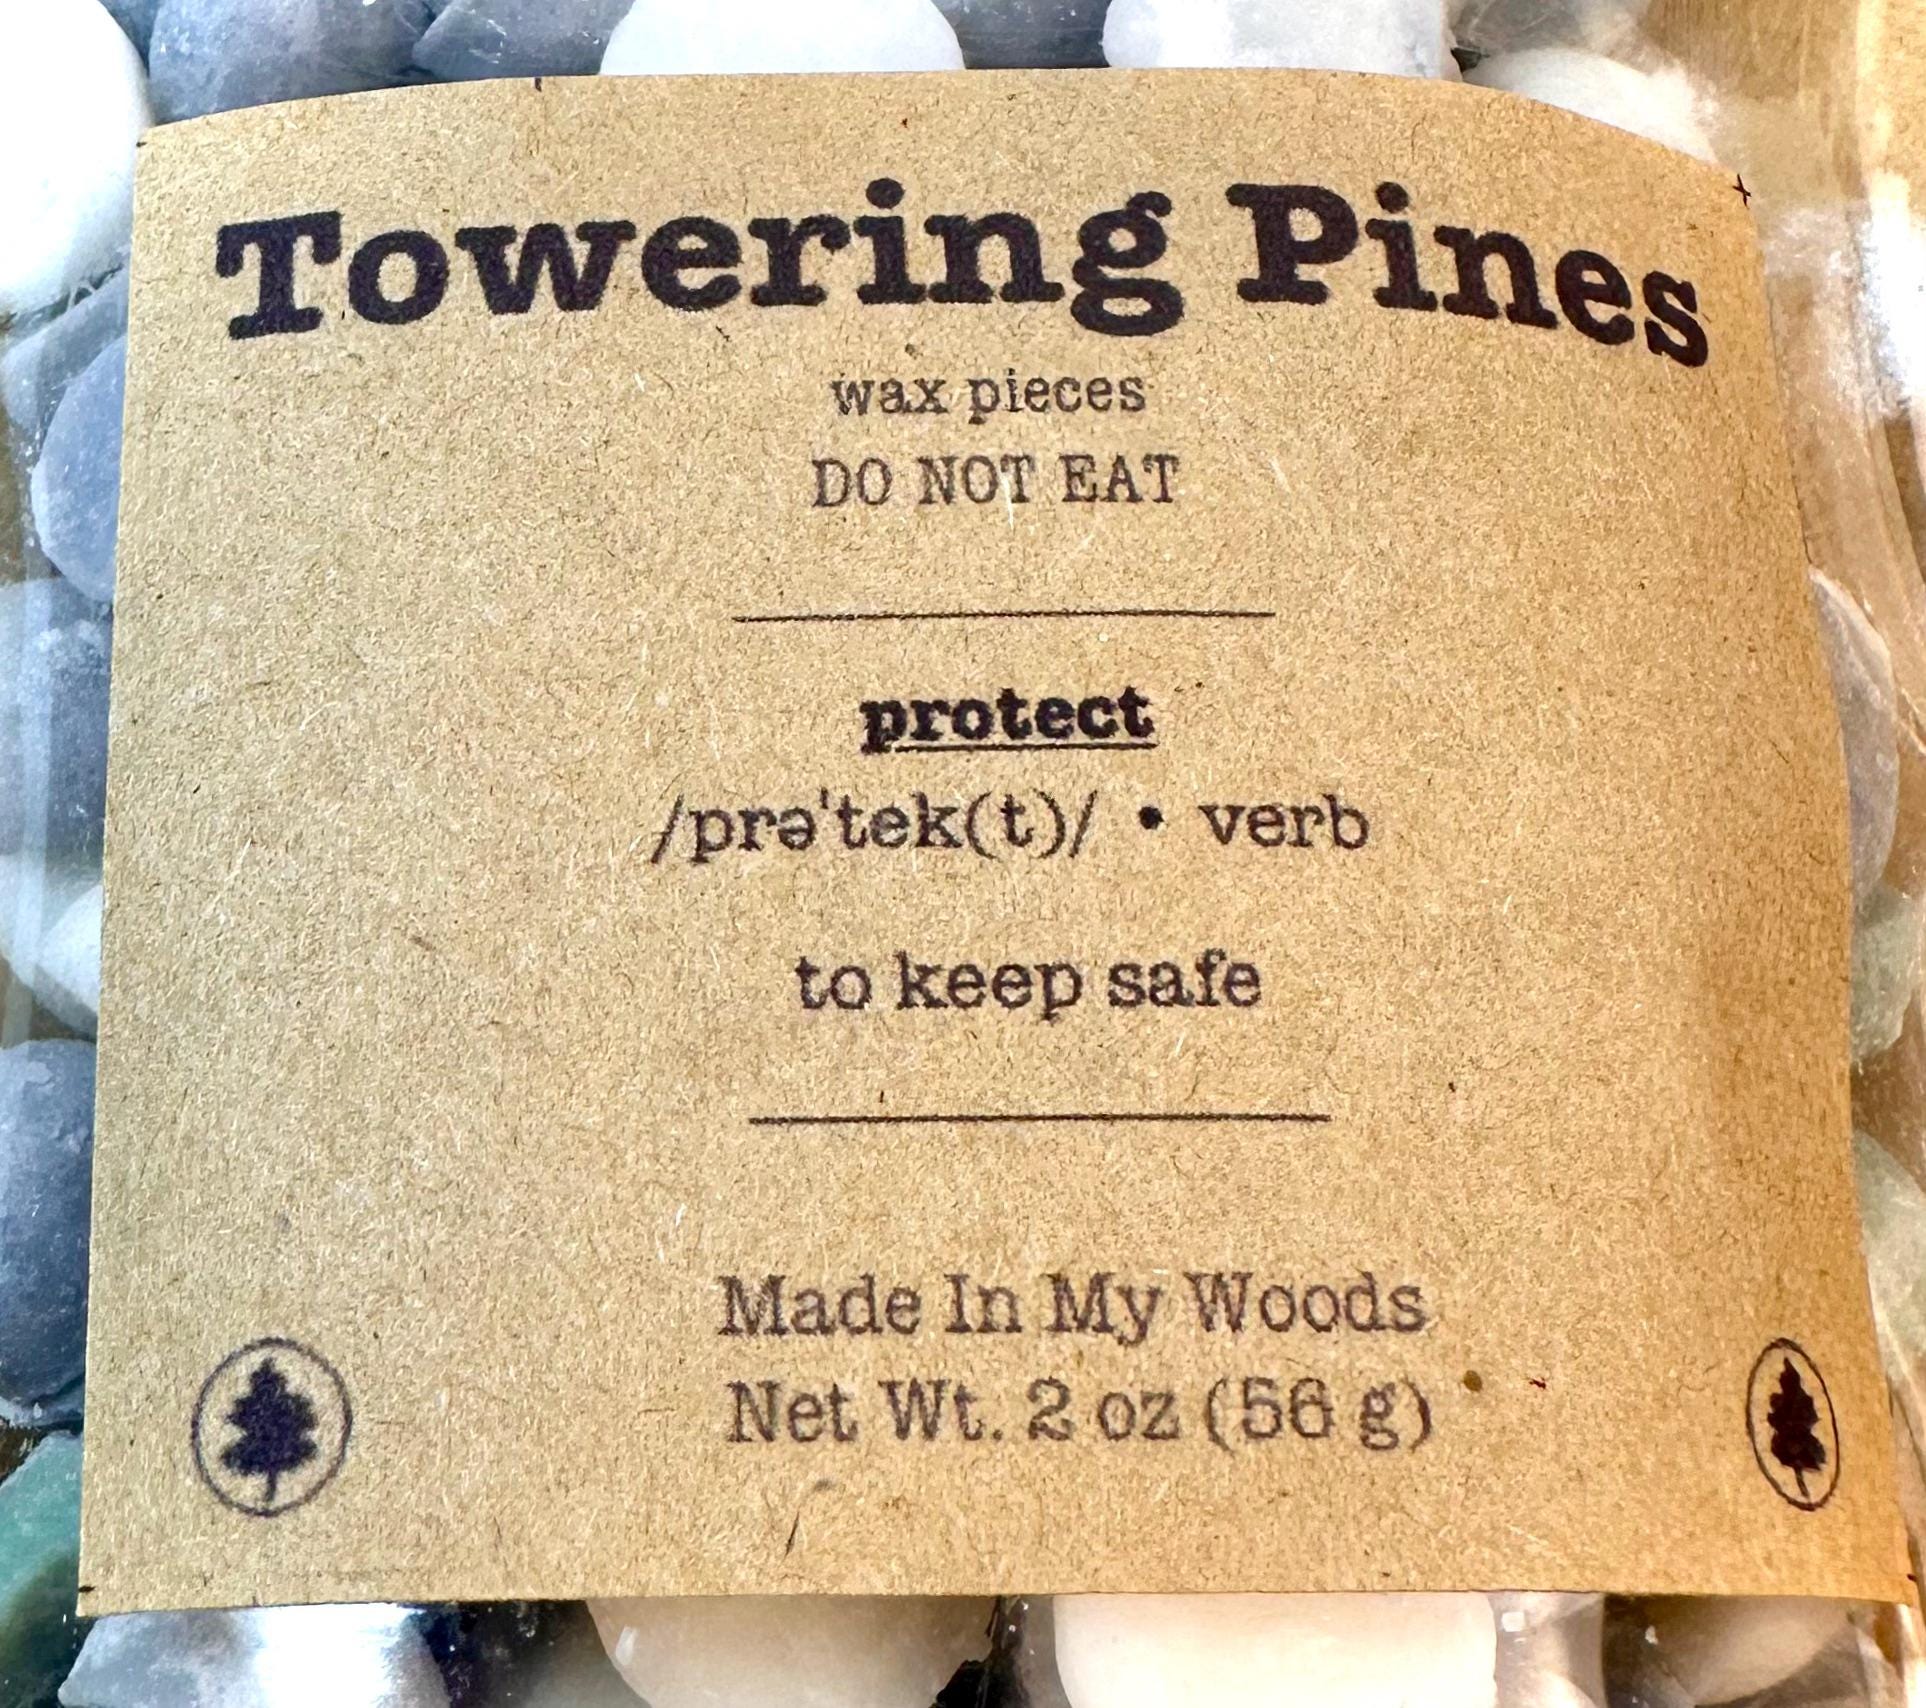 Towering Pines
wax pieces
DO NOT EAT
protect
/prəˈtek(t)/ • verb
to keep safe
Made In My Woods
Net Wt. 2 oz (56 g)